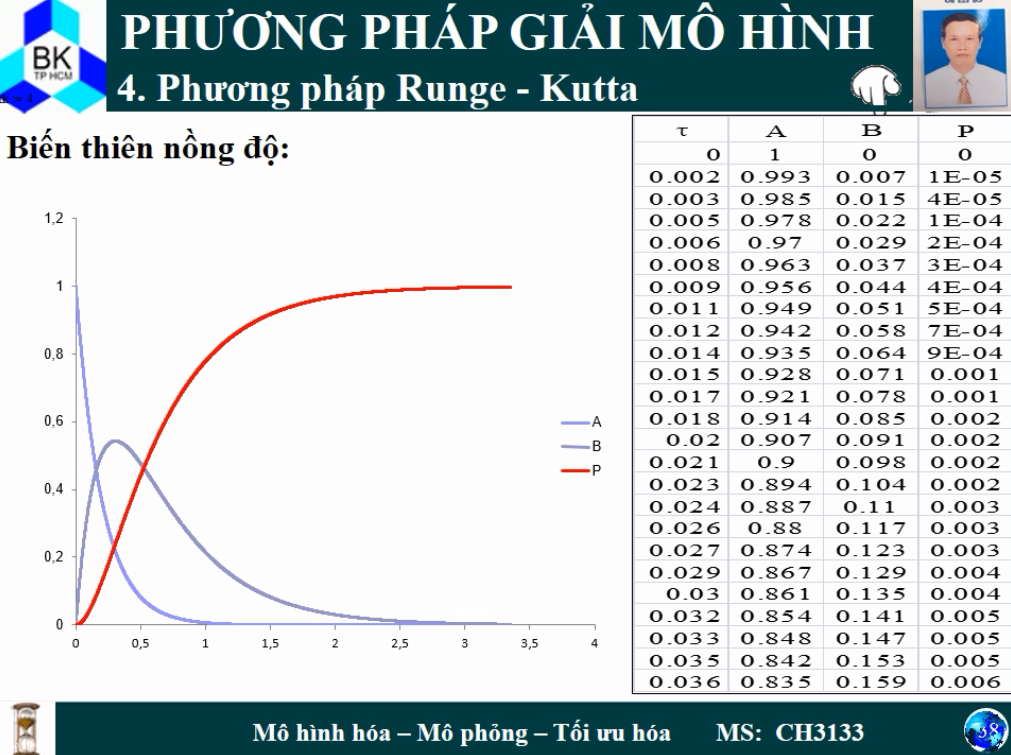 PHƯƠNG PHÁP GIẢI MÔ HÌNH
BK
TP HCM
4. Phương pháp Runge - Kutta
Biến thiên nồng độ:
1,2
1
0,8
0,6
0,4
0,2
0
0 0,5 1 1,5 2 2,5 3 3,5 4
A
B
P
τ A B P
0 1 0 0
0.002 0.993 0.007 1E-05
0.003 0.985 0.015 4E-05
0.005 0.978 0.022 1E-04
0.006 0.97 0.029 2E-04
0.008 0.963 0.037 3E-04
0.009 0.956 0.044 4E-04
0.011 0.949 0.051 5E-04
0.012 0.942 0.058 7E-04
0.014 0.935 0.064 9E-04
0.015 0.928 0.071 0.001
0.017 0.921 0.078 0.001
0.018 0.914 0.085 0.002
0.02 0.907 0.091 0.002
0.021 0.9 0.098 0.002
0.023 0.894 0.104 0.002
0.024 0.887 0.11 0.003
0.026 0.88 0.117 0.003
0.027 0.874 0.123 0.003
0.029 0.867 0.129 0.004
0.03 0.861 0.135 0.004
0.032 0.854 0.141 0.005
0.033 0.848 0.147 0.005
0.035 0.842 0.153 0.005
0.036 0.835 0.159 0.006
Mô hình hóa – Mô phỏng – Tối ưu hóa MS: CH3133
38